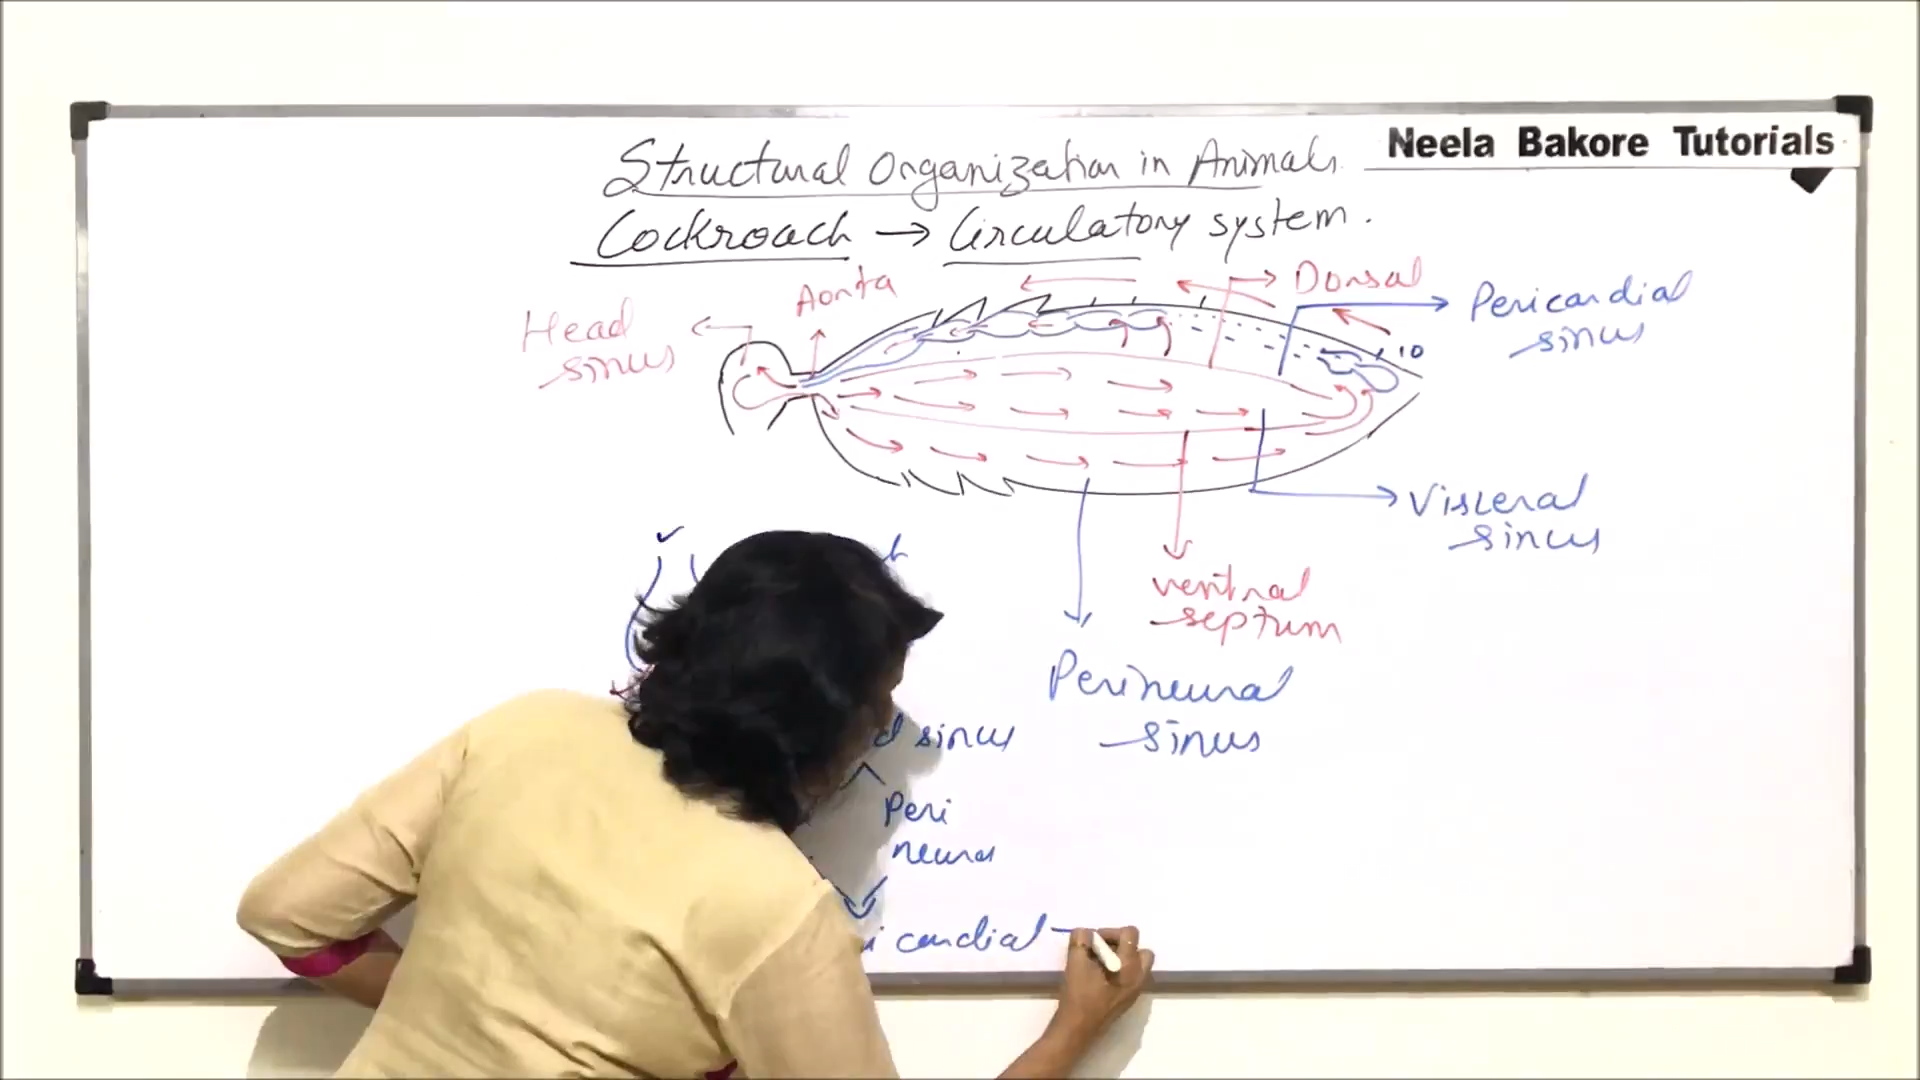 Neela Bakore Tutorials
Structural Organization in Animals.
Cockroach → Circulatory system.
Aorta
Dorsal
Pericardial
sinus
Head
sinus
10
Visceral
sinus
ventral
septum
Perineural
sinus
sinus
Peri
neural
cardial